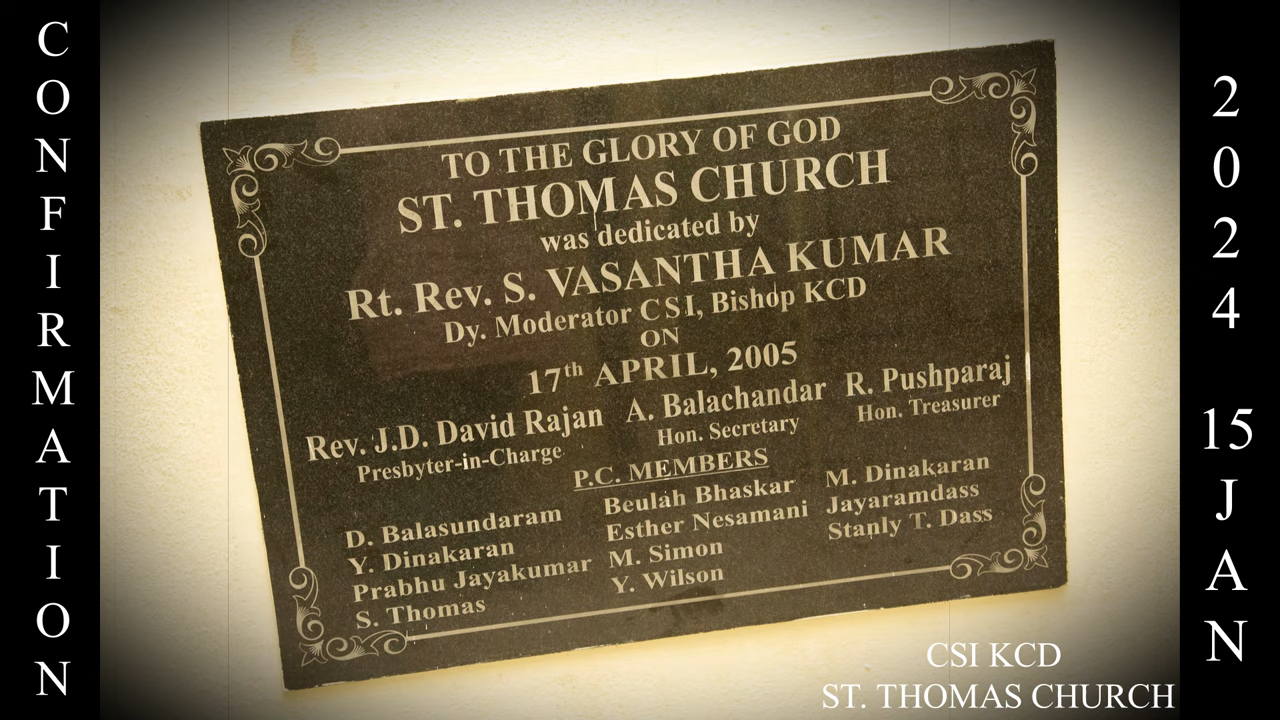 CONFIRMATION
TO THE GLORY OF GOD
ST. THOMAS CHURCH
was dedicated by
Rt. Rev. S. VASANTHA KUMAR
Dy. Moderator C S I, Bishop KCD
ON
17th APRIL, 2005
Rev. J.D. David Rajan A. Balachandar R. Pushparaj
Presbyter-in-Charge Hon. Secretary Hon. Treasurer
P.C. MEMBERS
D. Balasundaram Beulah Bhaskar M. Dinakaran
Y. Dinakaran Esther Nesamani Jayaramdass
Prabhu Jayakumar M. Simon Stanly T. Dass
S. Thomas Y. Wilson
2024 15 JAN
CSI KCD
ST. THOMAS CHURCH